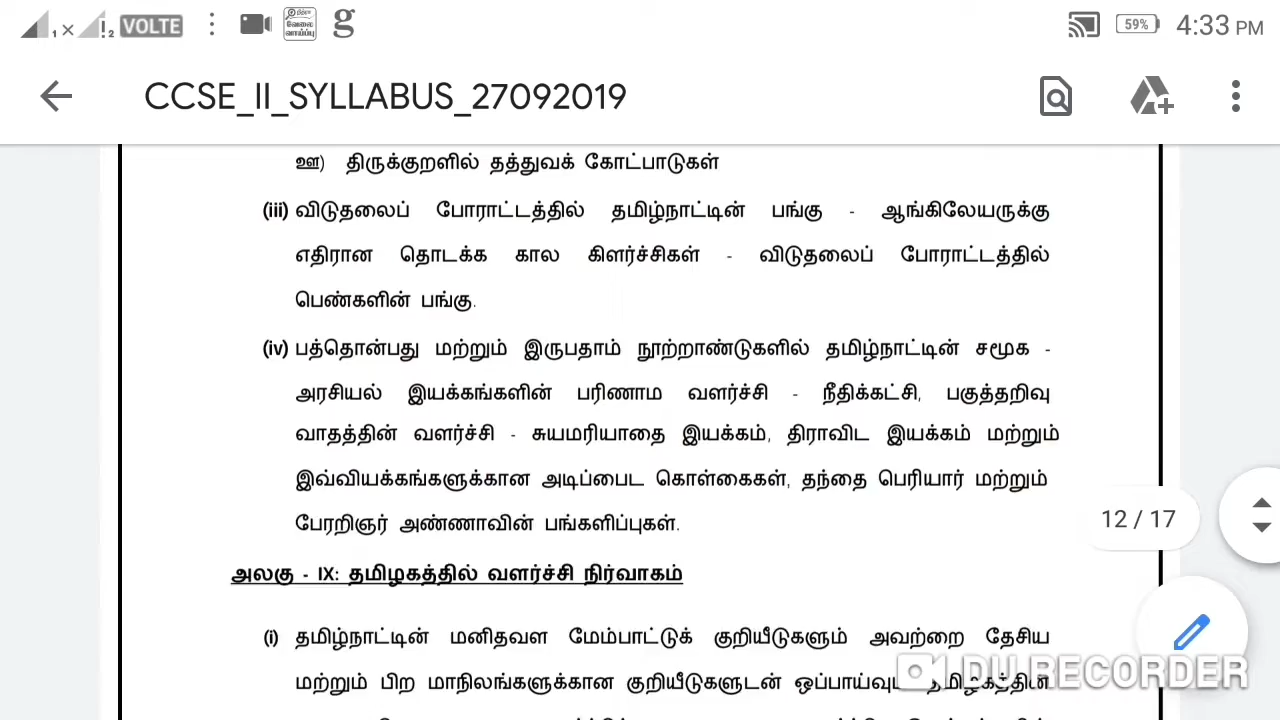 VOLTE
59%
4:33 PM
CCSE_II_SYLLABUS_27092019
ஊ) திருக்குறளில் தத்துவக் கோட்பாடுகள்
(iii) விடுதலைப் போராட்டத்தில் தமிழ்நாட்டின் பங்கு - ஆங்கிலேயருக்கு
எதிரான தொடக்க கால கிளர்ச்சிகள் - விடுதலைப் போராட்டத்தில்
பெண்களின் பங்கு.
(iv) பத்தொன்பது மற்றும் இருபதாம் நூற்றாண்டுகளில் தமிழ்நாட்டின் சமூக -
அரசியல் இயக்கங்களின் பரிணாம வளர்ச்சி - நீதிக்கட்சி, பகுத்தறிவு
வாதத்தின் வளர்ச்சி - சுயமரியாதை இயக்கம், திராவிட இயக்கம் மற்றும்
இவ்வியக்கங்களுக்கான அடிப்படை கொள்கைகள், தந்தை பெரியார் மற்றும்
பேரறிஞர் அண்ணாவின் பங்களிப்புகள்.
12 / 17
அலகு - IX: தமிழகத்தில் வளர்ச்சி நிர்வாகம்
(i) தமிழ்நாட்டின் மனிதவள மேம்பாட்டுக் குறியீடுகளும் அவற்றை தேசிய
மற்றும் பிற மாநிலங்களுக்கான குறியீடுகளுடன் ஒப்பாய்வும் தமிழகத்தின்
DU RECORDER